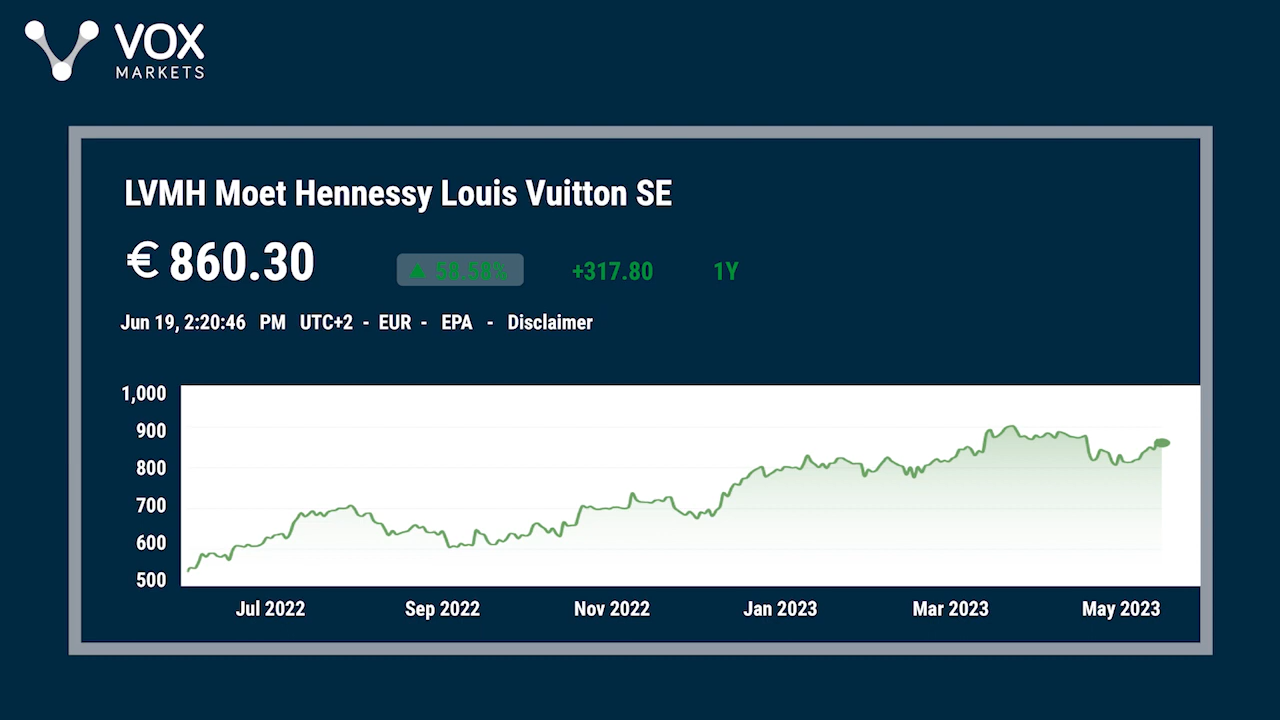 VOX
MARKETS
LVMH Moet Hennessy Louis Vuitton SE
€ 860.30 ▲ 58.58% +317.80 1Y
Jun 19, 2:20:46 PM UTC+2 - EUR - EPA - Disclaimer
1,000
900
800
700
600
500
Jul 2022 Sep 2022 Nov 2022 Jan 2023 Mar 2023 May 2023